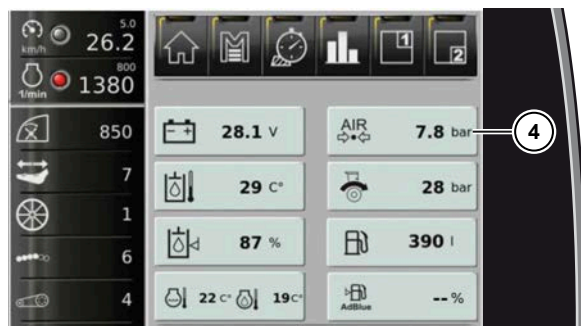 5.0
km/h 26.2
800
1/min 1380
M 1 2
850
7
1
6
4
28.1 V
AIR 7.8 bar
4
29 C°
28 bar
87 %
390 l
22 C° 19 C°
AdBlue --%